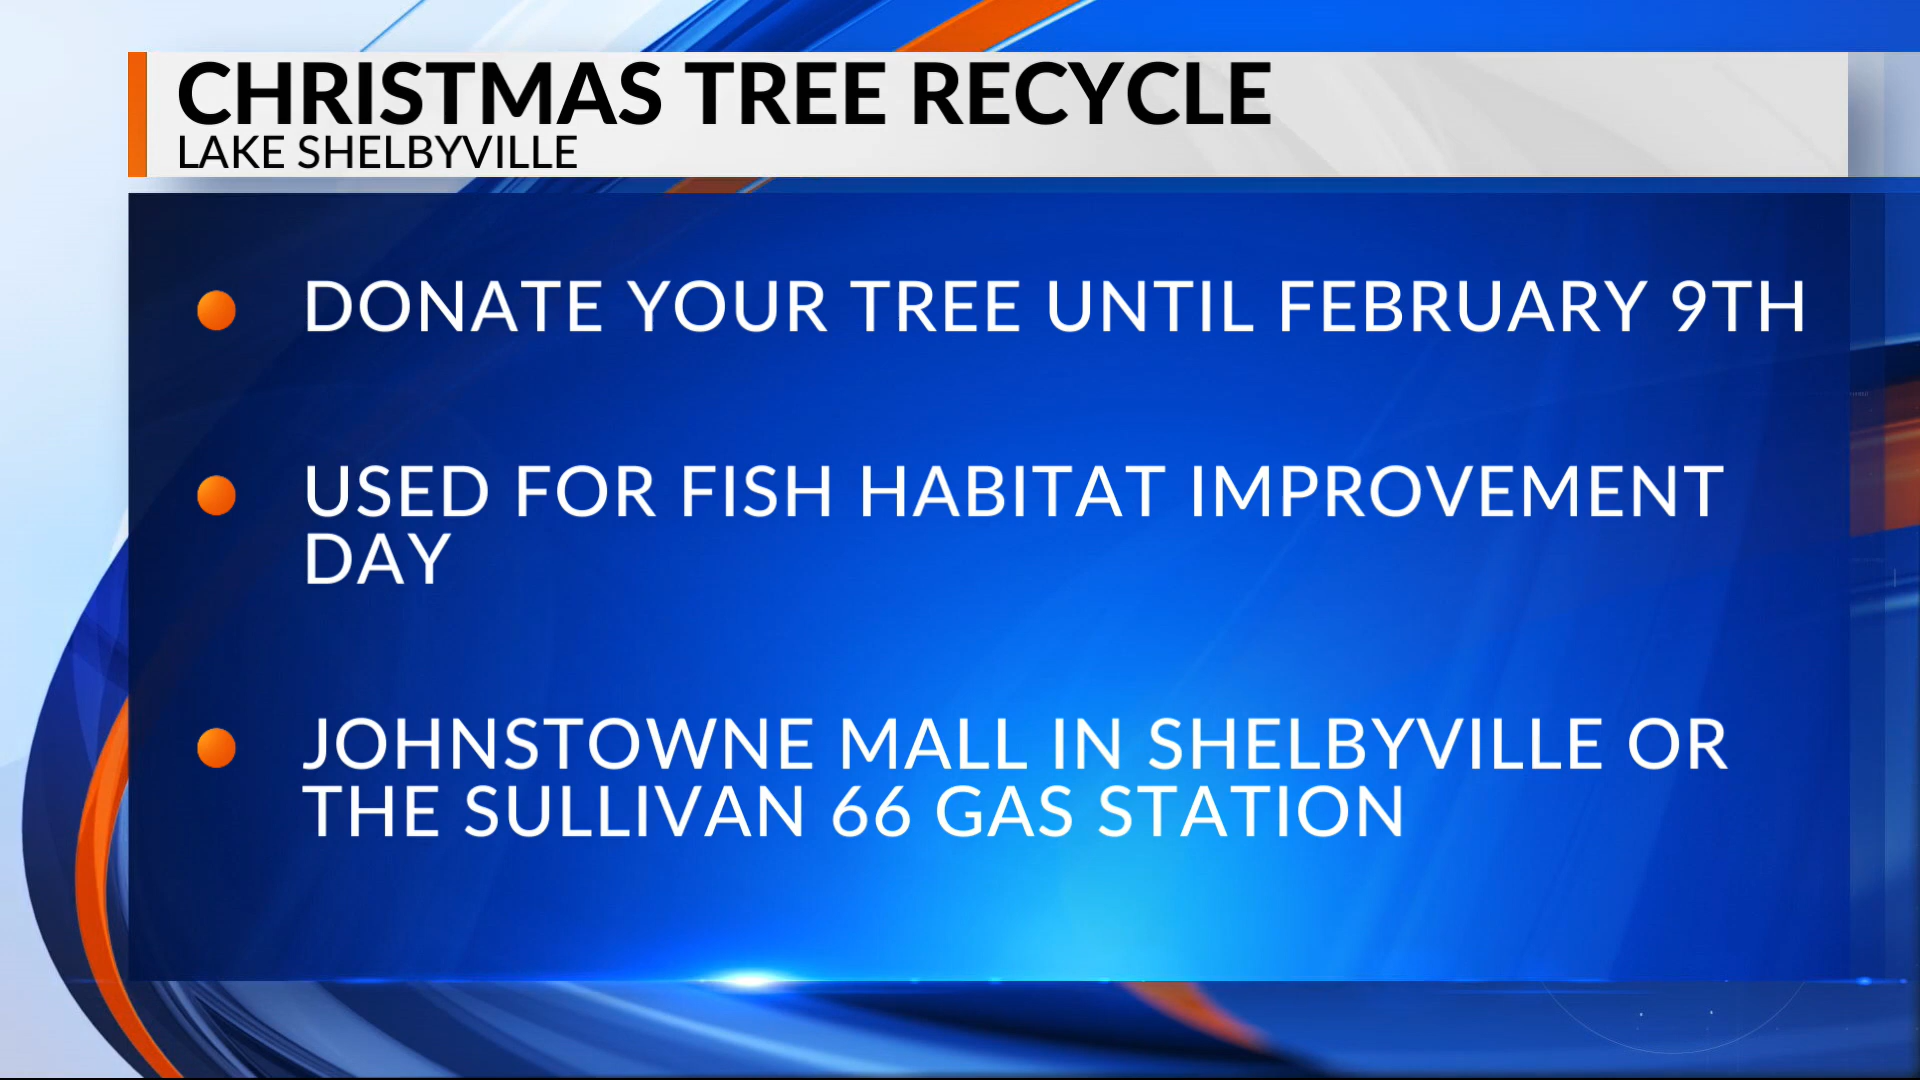 CHRISTMAS TREE RECYCLE
LAKE SHELBYVILLE
DONATE YOUR TREE UNTIL FEBRUARY 9TH
USED FOR FISH HABITAT IMPROVEMENT
DAY
JOHNSTOWNE MALL IN SHELBYVILLE OR
THE SULLIVAN 66 GAS STATION